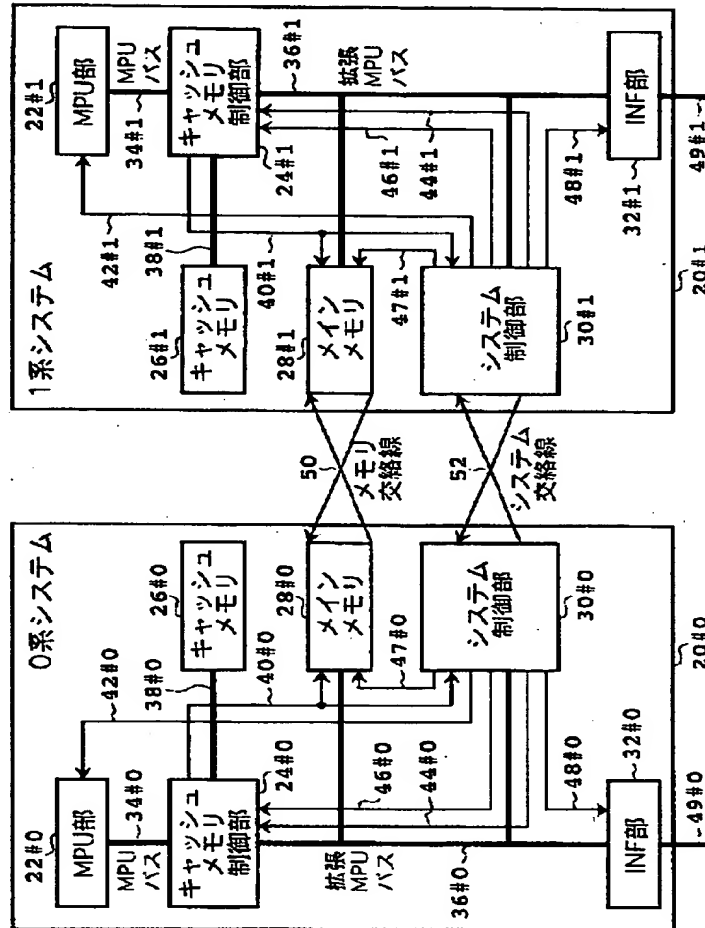 0系システム
22#0
MPU部
42#0
MPU
バス
34#0
キャッシュ
メモリ
制御部
24#0
38#0
キャッシュ
メモリ
26#0
40#0
メイン
メモリ
28#0
47#0
46#0
44#0
拡張
MPU
バス
36#0
システム
制御部
30#0
48#0
INF部
32#0
49#0
20#0
50
メモリ
交絡線
52
システム
交絡線
1系システム
22#1
MPU部
42#1
MPU
バス
34#1
キャッシュ
メモリ
制御部
24#1
38#1
キャッシュ
メモリ
26#1
40#1
メイン
メモリ
28#1
47#1
46#1
44#1
拡張
MPU
バス
36#1
システム
制御部
30#1
48#1
INF部
32#1
49#1
20#1